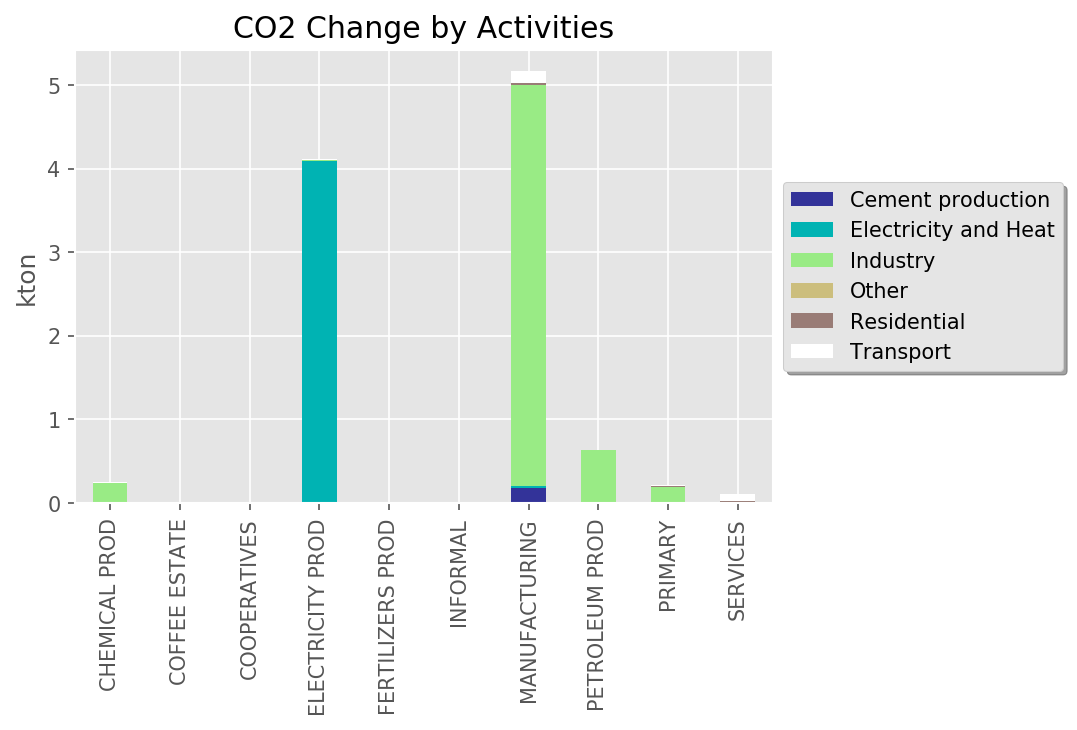 CO2 Change by Activities
kton
5
4
3
2
1
0
CHEMICAL PROD
COFFEE ESTATE
COOPERATIVES
ELECTRICITY PROD
FERTILIZERS PROD
INFORMAL
MANUFACTURING
PETROLEUM PROD
PRIMARY
SERVICES
Cement production
Electricity and Heat
Industry
Other
Residential
Transport